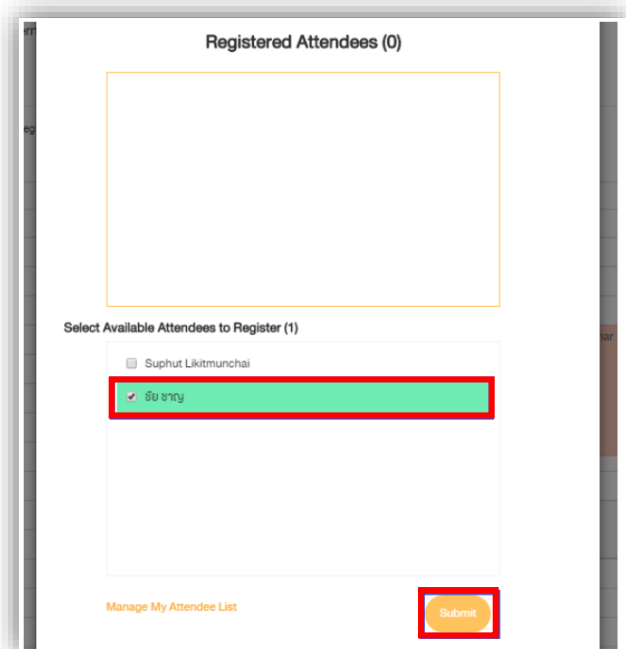 Registered Attendees (0)
Select Available Attendees to Register (1)
Suphut Likitmunchai
ชัย ชาญ
Manage My Attendee List
Submit